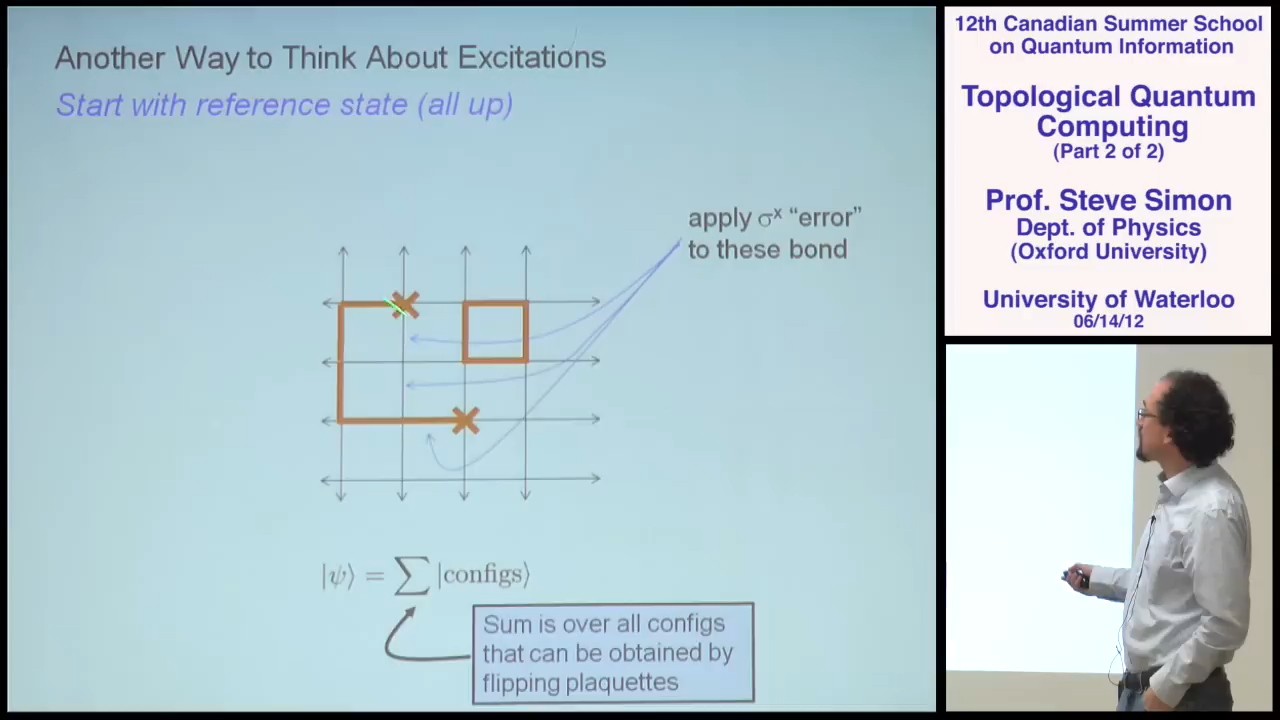 Another Way to Think About Excitations
Start with reference state (all up)
apply σˣ “error”
to these bond
|ψ⟩ = ∑ |configs⟩
Sum is over all configs
that can be obtained by
flipping plaquettes
12th Canadian Summer School
on Quantum Information
Topological Quantum
Computing
(Part 2 of 2)
Prof. Steve Simon
Dept. of Physics
(Oxford University)
University of Waterloo
06/14/12